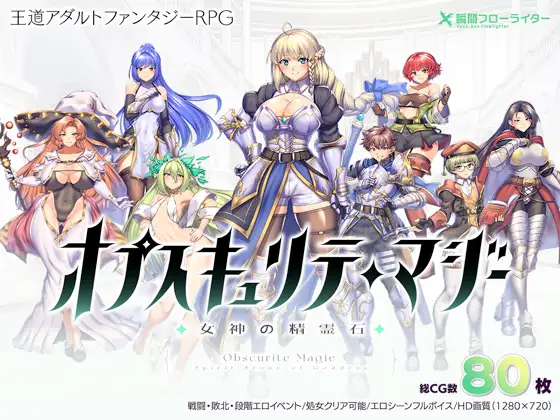 王道アダルトファンタジーRPG
瞬間フローライター
オプスキュリテ・マジー
女神の精霊石
Obscurite Magie
Spirit Stone of Goddess
総CG数80枚
戦闘・敗北・段階エロイベント/処女クリア可能/エロシーンフルボイス/HD画質(1280×720)